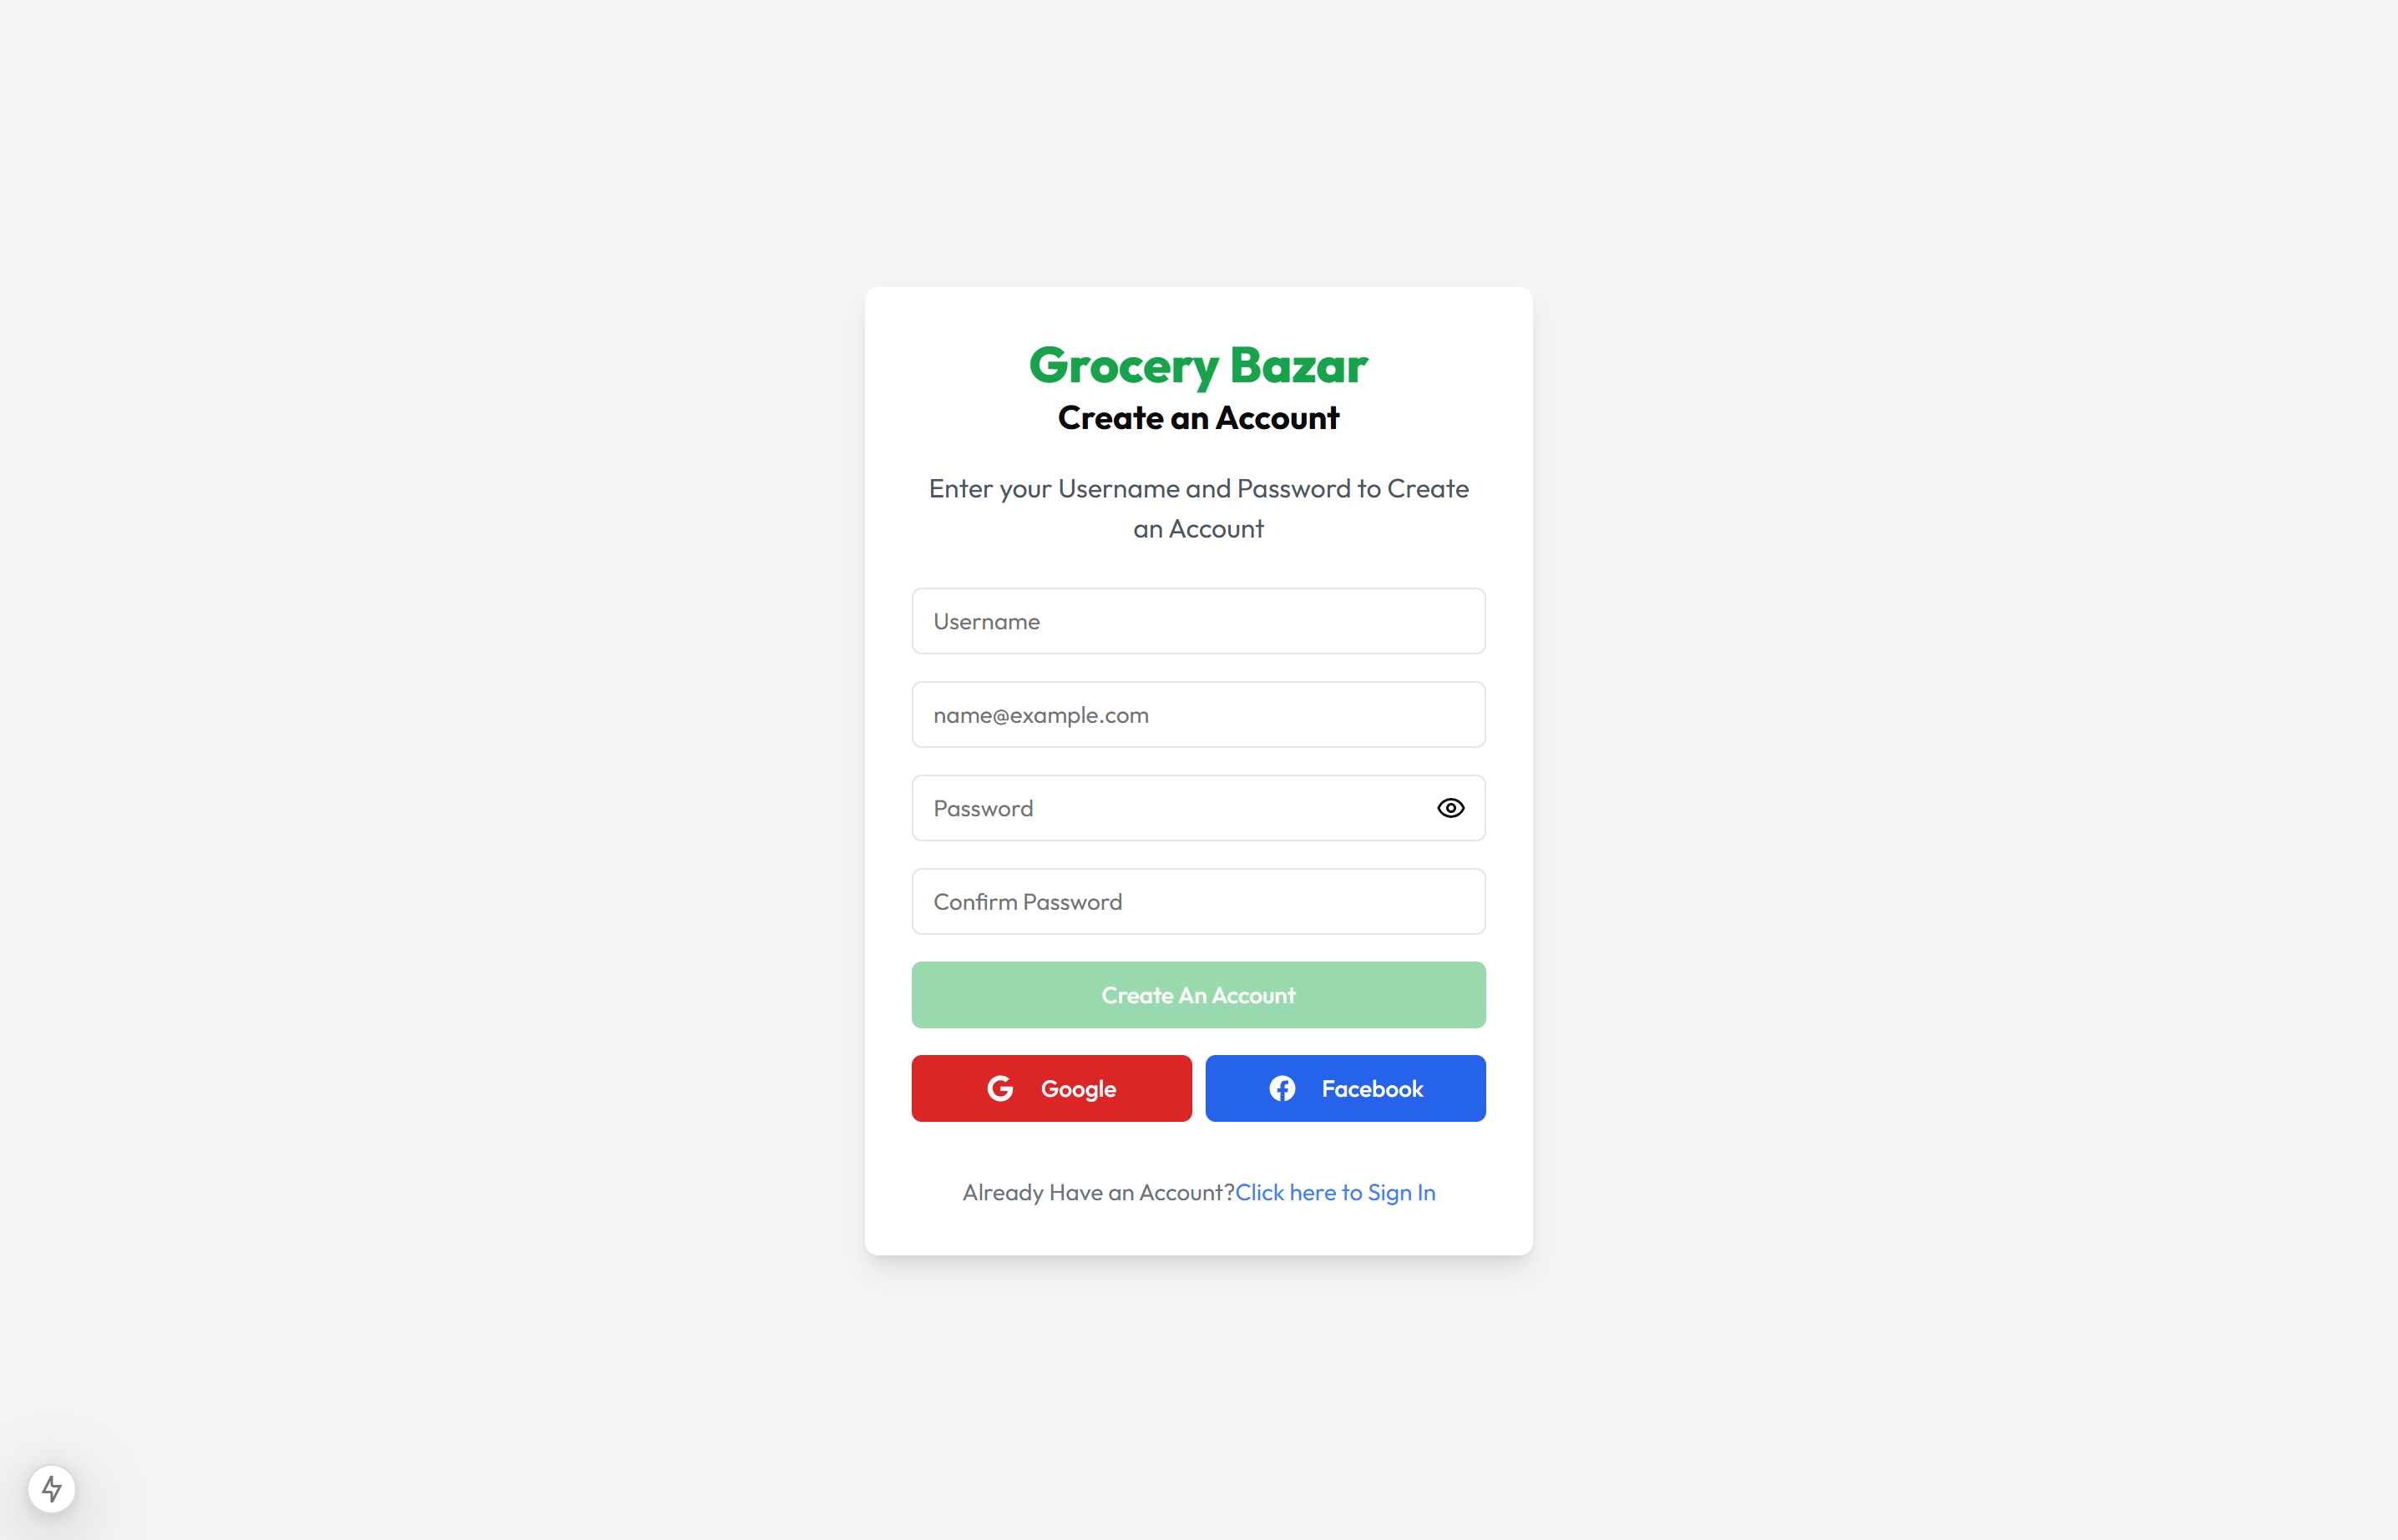 Grocery Bazar
Create an Account
Enter your Username and Password to Create
an Account
Username
name@example.com
Password
Confirm Password
Create An Account
Google
Facebook
Already Have an Account?Click here to Sign In